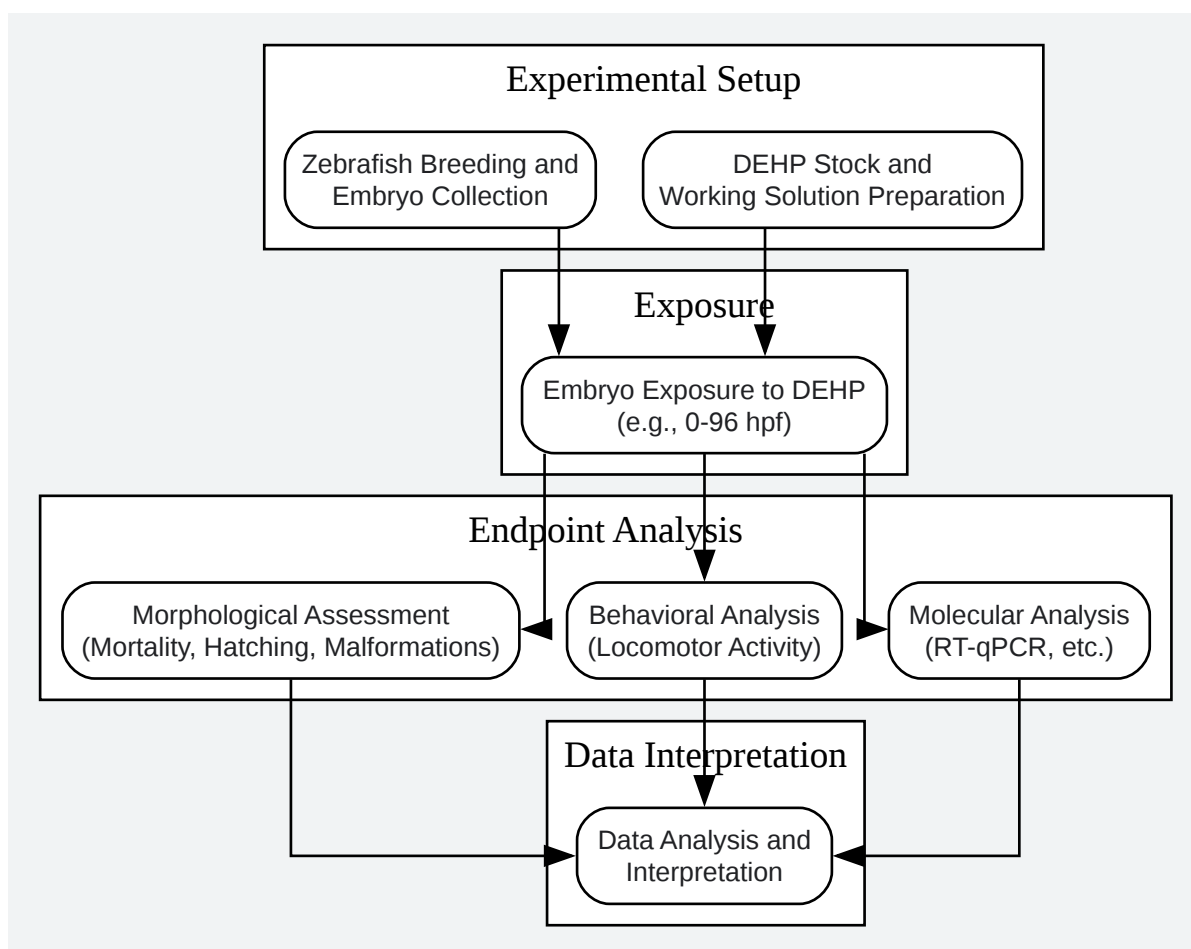 Experimental Setup
Zebrafish Breeding and
Embryo Collection
DEHP Stock and
Working Solution Preparation
Exposure
Embryo Exposure to DEHP
(e.g., 0-96 hpf)
Endpoint Analysis
Morphological Assessment
(Mortality, Hatching, Malformations)
Behavioral Analysis
(Locomotor Activity)
Molecular Analysis
(RT-qPCR, etc.)
Data Interpretation
Data Analysis and
Interpretation